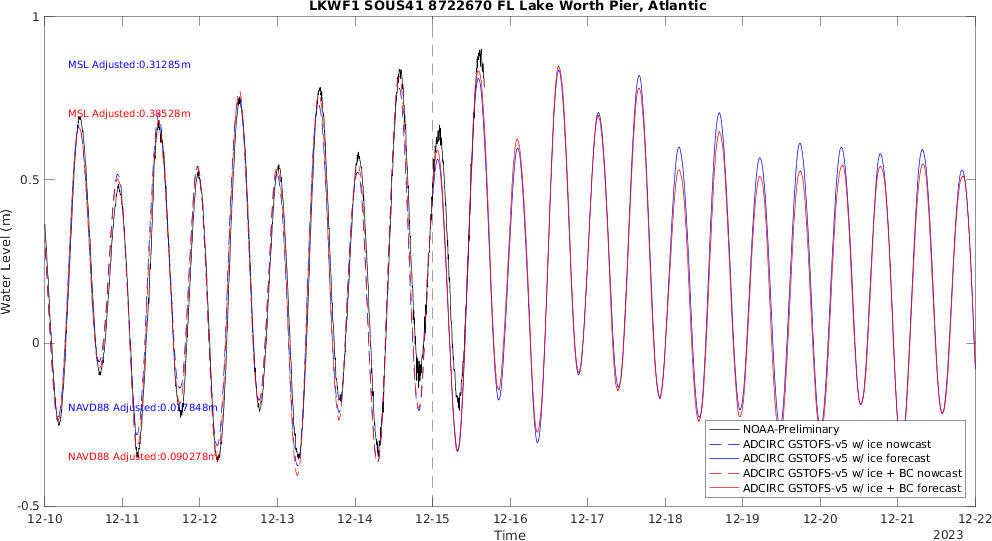 LKWF1 SOUS41 8722670 FL Lake Worth Pier, Atlantic
1
0.5
0
-0.5
Water Level (m)
MSL Adjusted:0.31285m
MSL Adjusted:0.38528m
NAVD88 Adjusted:0.017848m
NAVD88 Adjusted:0.090278m
NOAA-Preliminary
ADCIRC GSTOFS-v5 w/ ice nowcast
ADCIRC GSTOFS-v5 w/ ice forecast
ADCIRC GSTOFS-v5 w/ ice + BC nowcast
ADCIRC GSTOFS-v5 w/ ice + BC forecast
12-10 12-11 12-12 12-13 12-14 12-15 12-16 12-17 12-18 12-19 12-20 12-21 12-22
Time
2023